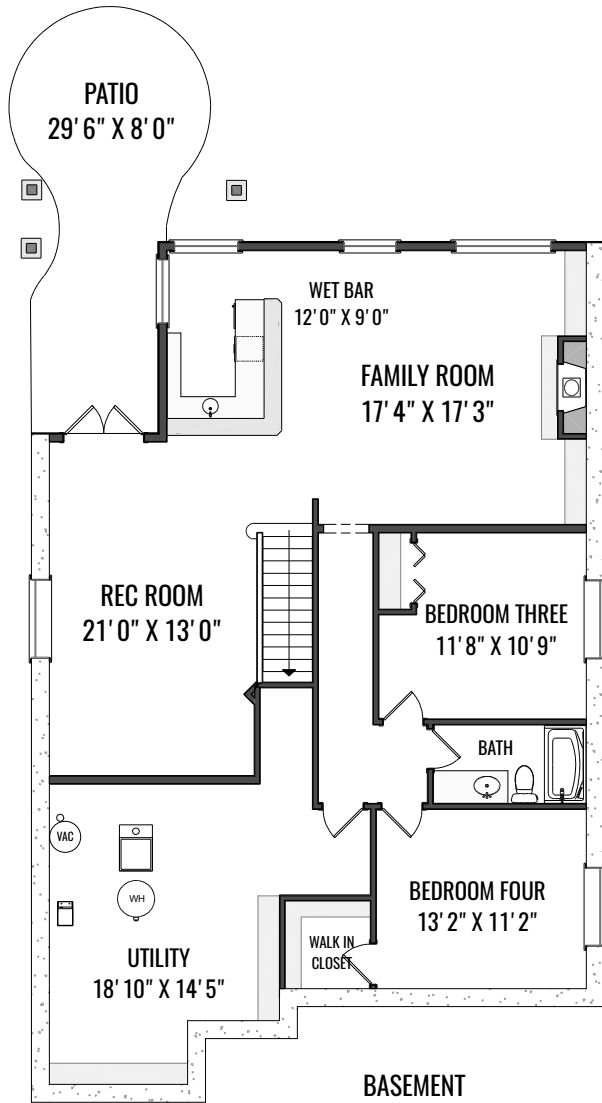 PATIO
29'6" X 8'0"
WET BAR
12'0" X 9'0"
FAMILY ROOM
17'4" X 17'3"
REC ROOM
21'0" X 13'0"
BEDROOM THREE
11'8" X 10'9"
BATH
VAC
WH
BEDROOM FOUR
13'2" X 11'2"
WALK IN
CLOSET
UTILITY
18'10" X 14'5"
BASEMENT